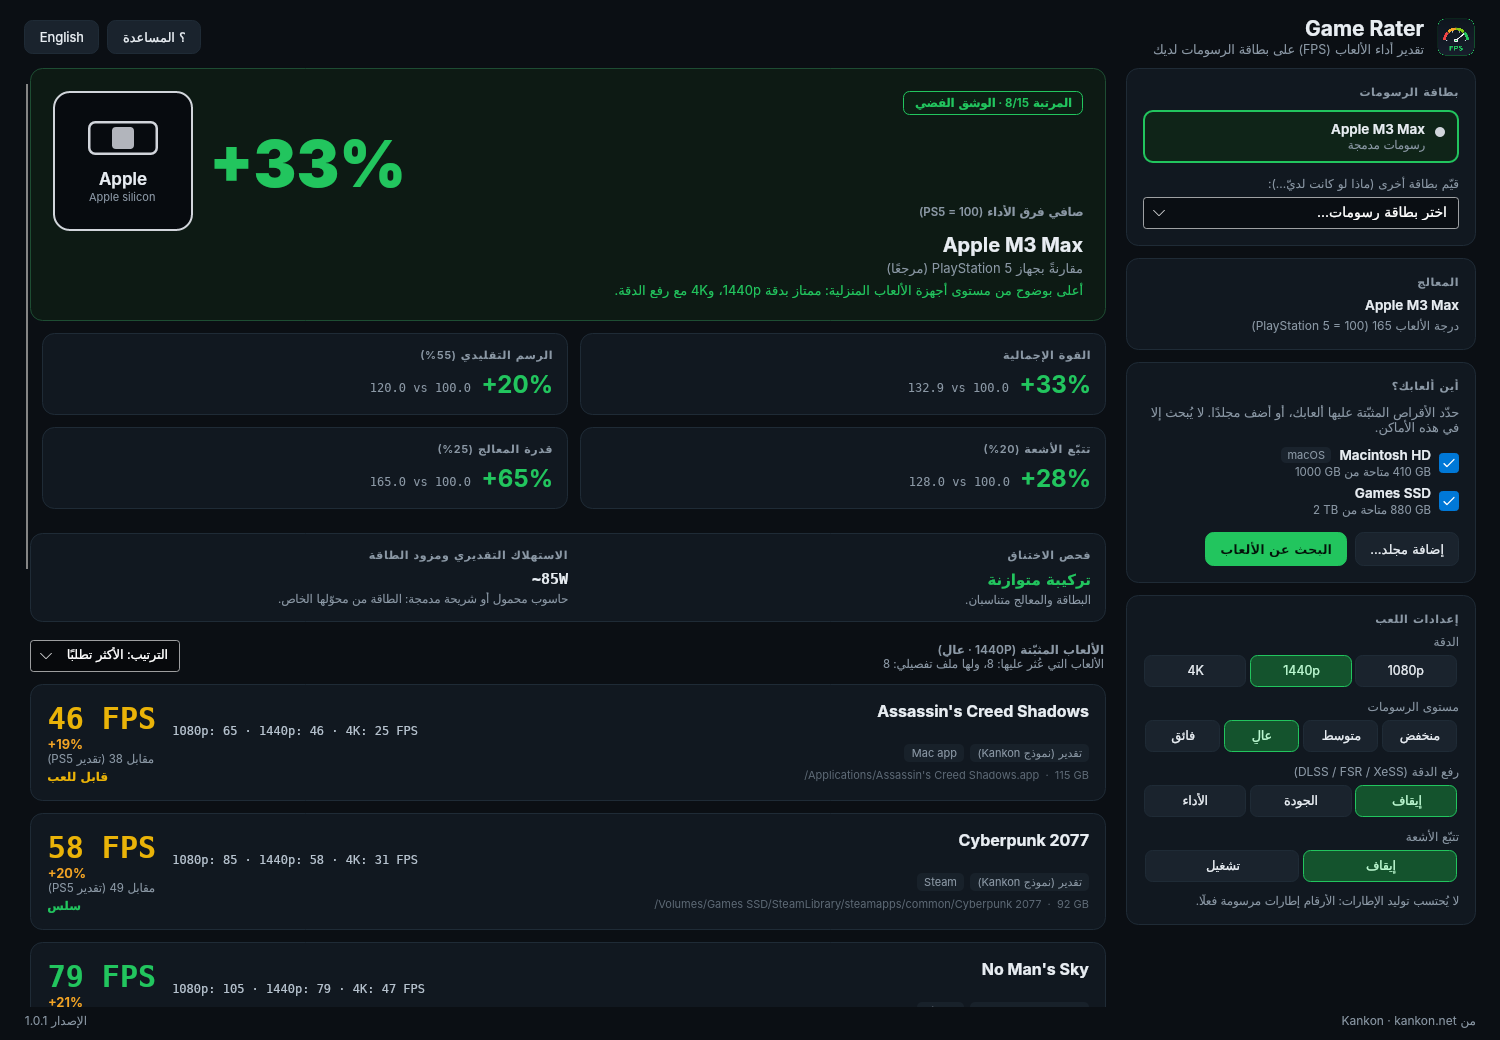 Game Rater
تقدير أداء الألعاب (FPS) على بطاقة الرسومات لديك
؟ المساعدة
English
بطاقة الرسومات
Apple M3 Max
رسومات مدمجة
قيّم بطاقة أخرى (ماذا لو كانت لديّ...):
اختر بطاقة رسومات...
المعالج
Apple M3 Max
درجة الألعاب 165 (PlayStation 5 = 100)
أين ألعابك؟
حدّد الأقراص المثبّتة عليها ألعابك، أو أضف مجلدًا. لا يُبحث إلا
في هذه الأماكن.
Macintosh HD macOS
410 GB متاحة من 1000 GB
Games SSD
880 GB متاحة من 2 TB
إضافة مجلد...
البحث عن الألعاب
إعدادات اللعب
الدقة
1080p 1440p 4K
مستوى الرسومات
منخفض متوسط عالٍ فائق
رفع الدقة (DLSS / FSR / XeSS)
إيقاف الجودة الأداء
تتبّع الأشعة
إيقاف تشغيل
لا يُحتسب توليد الإطارات: الأرقام إطارات مرسومة فعلًا.
المرتبة 8/15 · الوشق الفضي
+33%
Apple
Apple silicon
صافي فرق الأداء (PS5 = 100)
Apple M3 Max
مقارنةً بجهاز PlayStation 5 (مرجعًا)
أعلى بوضوح من مستوى أجهزة الألعاب المنزلية: ممتاز بدقة 1440p، و4K مع رفع الدقة.
القوة الإجمالية
+33% 132.9 vs 100.0
الرسم التقليدي (55%)
+20% 120.0 vs 100.0
تتبّع الأشعة (20%)
+28% 128.0 vs 100.0
قدرة المعالج (25%)
+65% 165.0 vs 100.0
فحص الاختناق
تركيبة متوازنة
البطاقة والمعالج متناسبان.
الاستهلاك التقديري ومزود الطاقة
~85W
حاسوب محمول أو شريحة مدمجة: الطاقة من محوّلها الخاص.
الألعاب المثبّتة (1440P · عالٍ)
الألعاب التي عُثر عليها: 8، ولها ملف تفصيلي: 8
الترتيب: الأكثر تطلبًا
Assassin's Creed Shadows
تقدير (نموذج Kankon) Mac app
/Applications/Assassin's Creed Shadows.app · 115 GB
1080p: 65 · 1440p: 46 · 4K: 25 FPS
46 FPS
+19%
مقابل 38 (تقدير PS5)
قابل للعب
Cyberpunk 2077
تقدير (نموذج Kankon) Steam
/Volumes/Games SSD/SteamLibrary/steamapps/common/Cyberpunk 2077 · 92 GB
1080p: 85 · 1440p: 58 · 4K: 31 FPS
58 FPS
+20%
مقابل 49 (تقدير PS5)
سلس
No Man's Sky
1080p: 105 · 1440p: 79 · 4K: 47 FPS
79 FPS
+21%
من Kankon · kankon.net
الإصدار 1.0.1